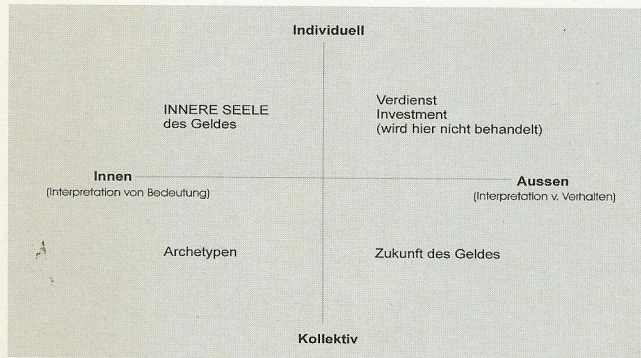 Individuell
INNERE SEELE
des Geldes
Verdienst
Investment
(wird hier nicht behandelt)
Innen
(Interpretation von Bedeutung)
Aussen
(Interpretation v. Verhalten)
Archetypen
Zukunft des Geldes
Kollektiv